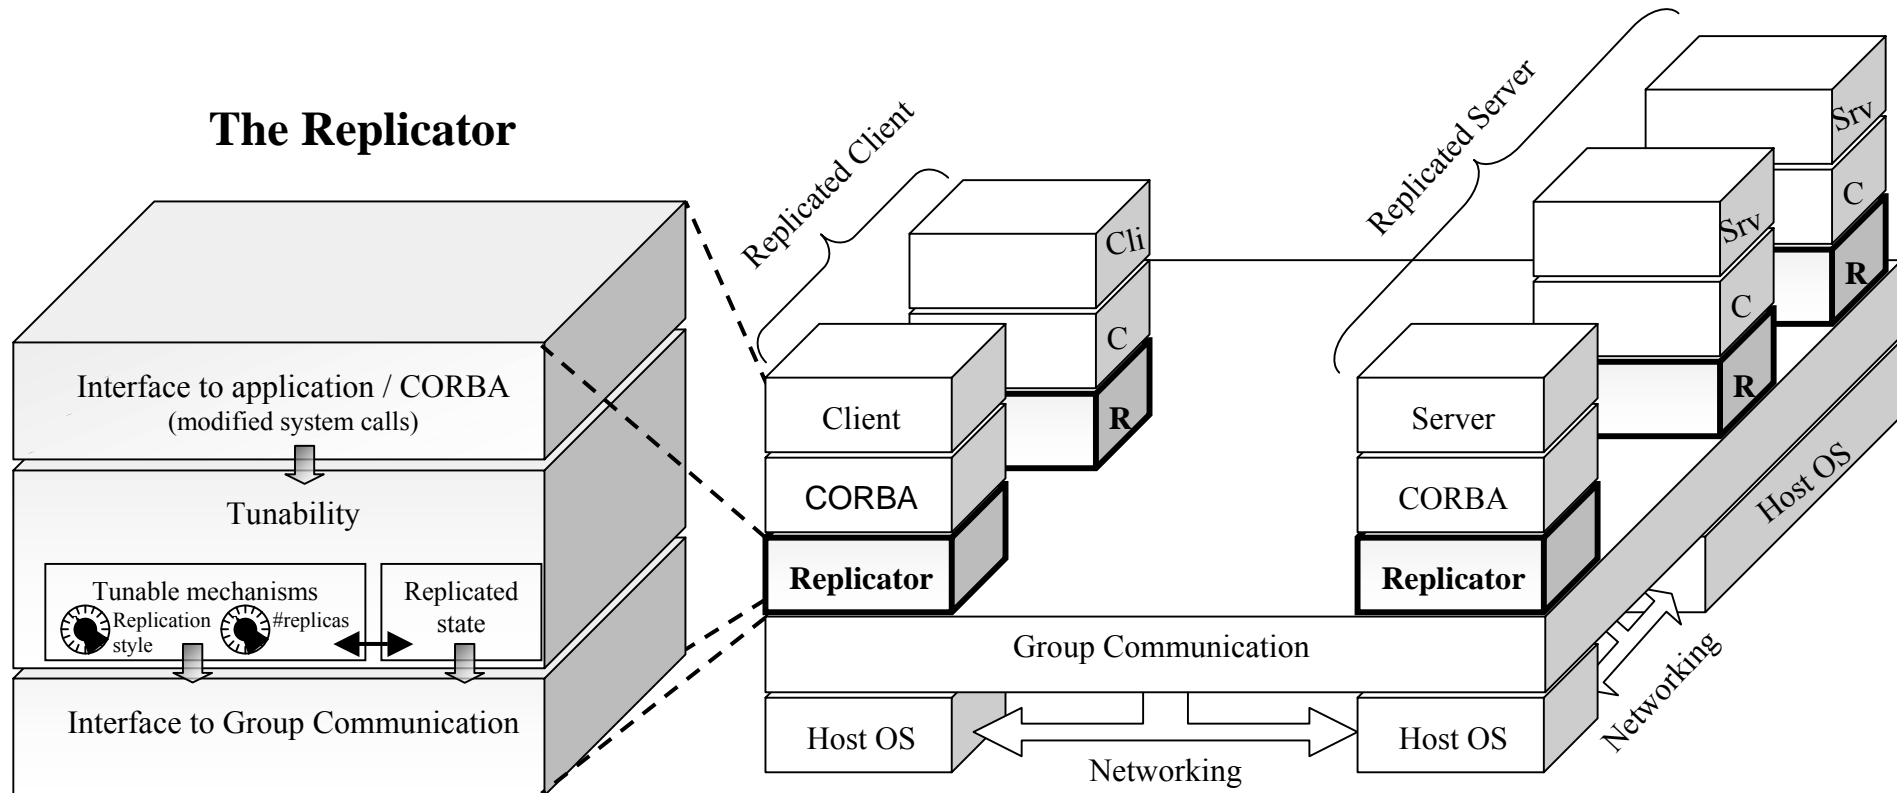 The Replicator
Interface to application / CORBA
(modified system calls)
Tunability
Tunable mechanisms
Replication
style
#replicas
Replicated
state
Interface to Group Communication
Replicated Client
Cli
C
R
Client
CORBA
Replicator
Replicated Server
Srv
C
R
Srv
C
R
Server
CORBA
Replicator
Group Communication
Host OS
Host OS
Host OS
Networking
Networking